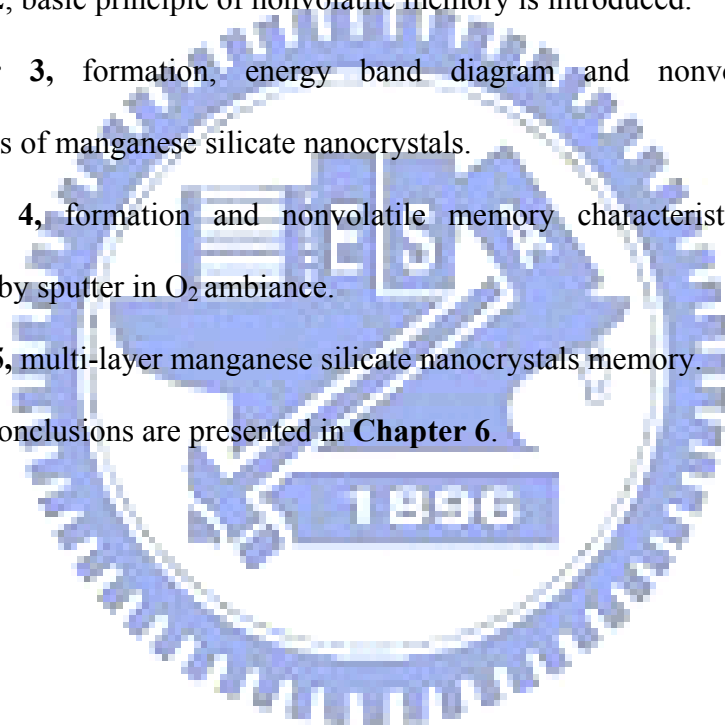 , basic principle of nonvolatile memory is introduced.
3, formation, energy band diagram and
s of manganese silicate nanocrystals.
4, formation and nonvolatile memory
by sputter in O₂ ambiance.
5, multi-layer manganese silicate nanocrystals memory.
onclusions are presented in Chapter 6.
E S
1896